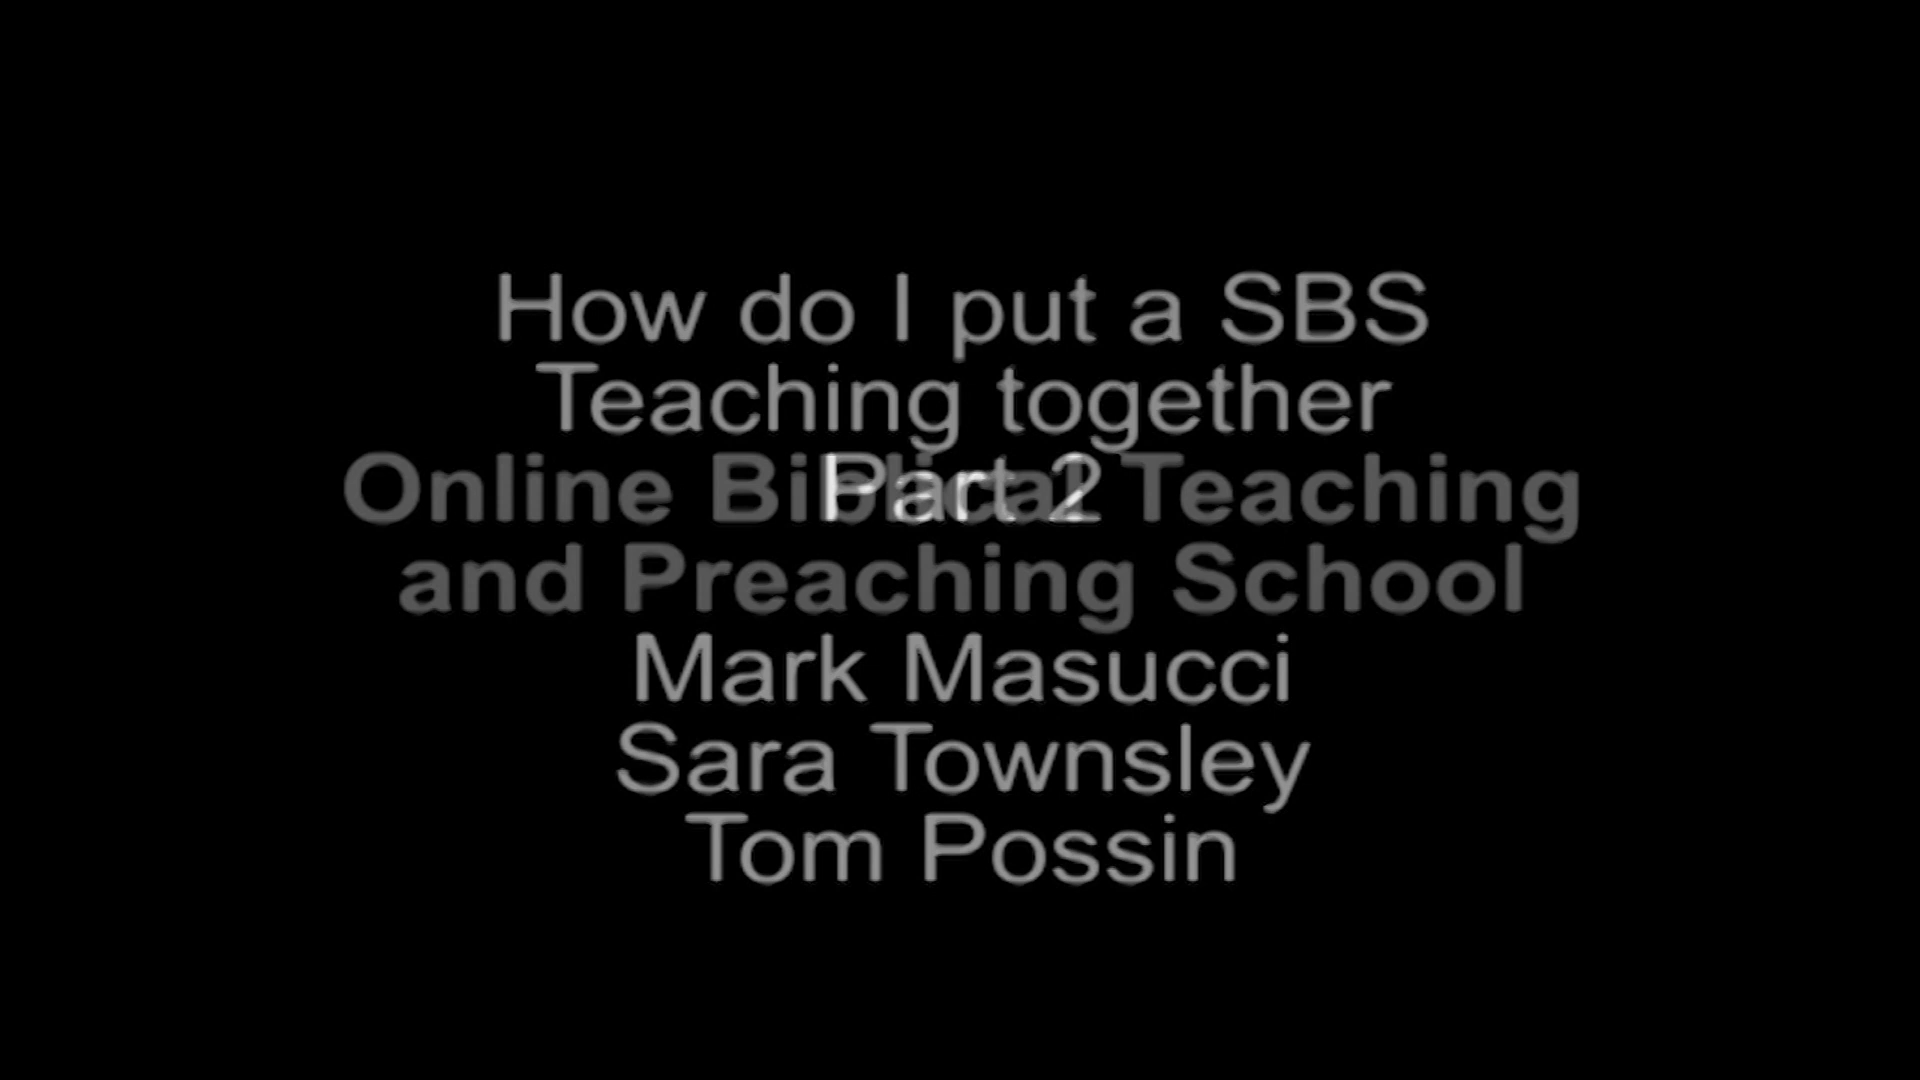 How do I put a SBS
Teaching together
Part 2
Online Biblical Teaching
and Preaching School
Mark Masucci
Sara Townsley
Tom Possin